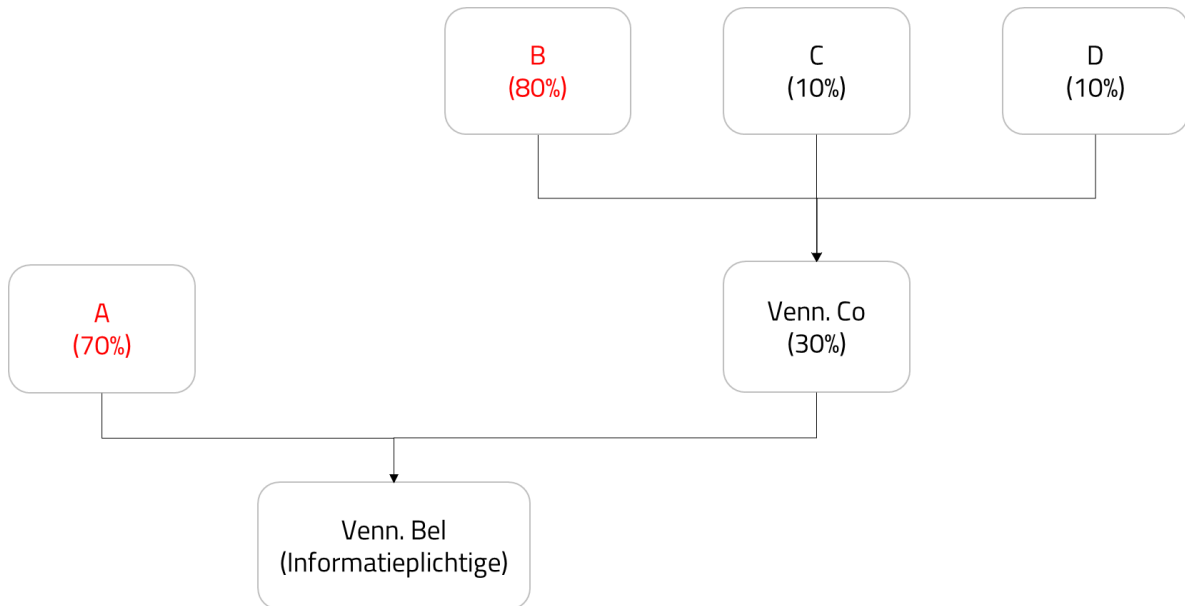 B
(80%)
C
(10%)
D
(10%)
A
(70%)
Venn. Co
(30%)
Venn. Bel
(Informatieplichtige)